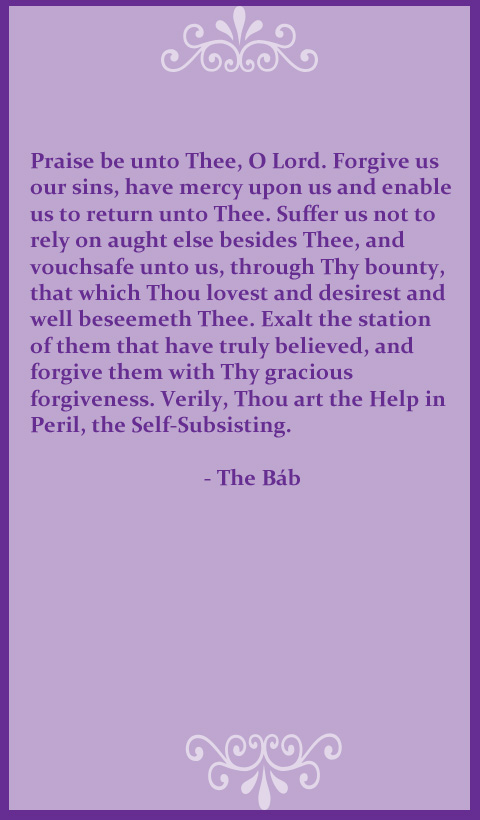 Praise be unto Thee, O Lord. Forgive us
our sins, have mercy upon us and enable
us to return unto Thee. Suffer us not to
rely on aught else besides Thee, and
vouchsafe unto us, through Thy bounty,
that which Thou lovest and desirest and
well beseemeth Thee. Exalt the station
of them that have truly believed, and
forgive them with Thy gracious
forgiveness. Verily, Thou art the Help in
Peril, the Self-Subsisting.
- The Báb